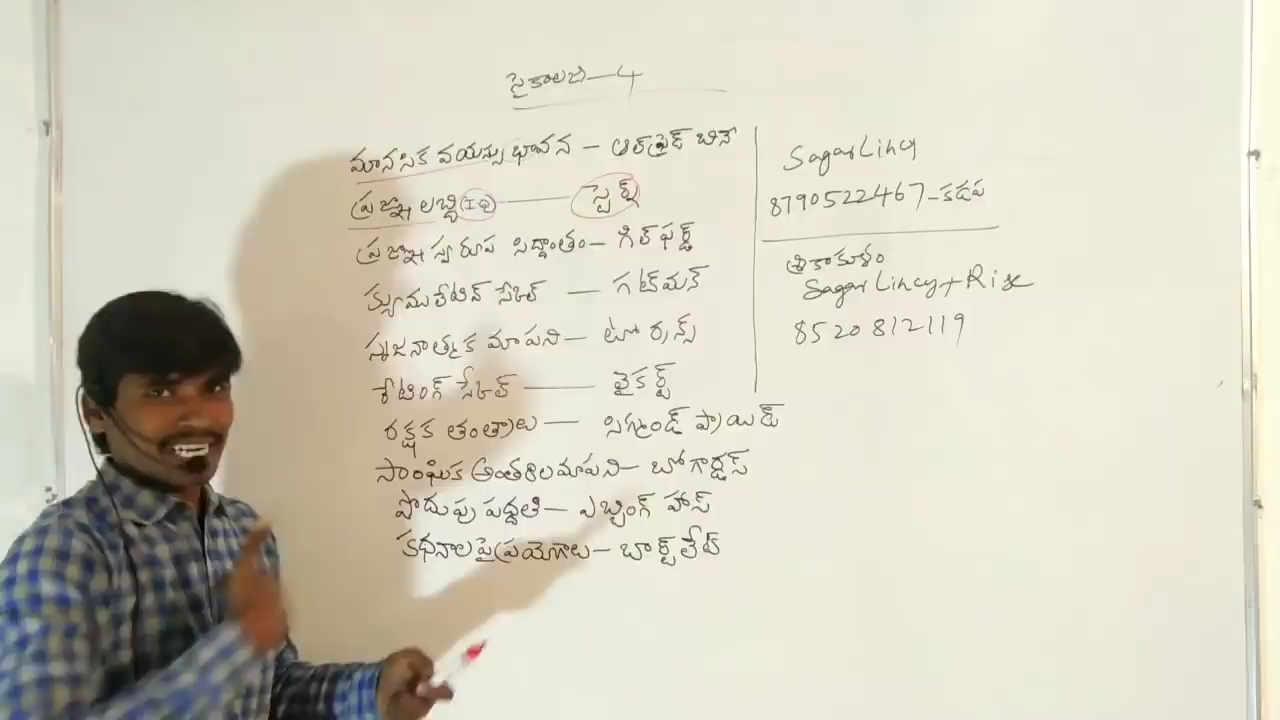 సైకాలజి - 4
మానసిక వయస్సు భావన - ఆల్ఫ్రెడ్ బినే
ప్రజ్ఞా లబ్ది (IQ) - స్టెర్న్
ప్రజ్ఞా స్వరూప సిద్ధాంతం - గిల్ ఫర్డ్
క్యుములేటివ్ స్కేల్ - గట్‌మన్
సృజనాత్మక మాపని - టోరాన్స్
రేటింగ్ స్కేల్ - లైకర్ట్
రక్షక తంత్రాలు - సిగ్మండ్ ఫ్రాయిడ్
సాంఘిక అంతరాలమాపని - బోగార్డస్
పొదుపు పద్ధతి - ఎబ్బింగ్ హాస్
కథనాలపై ప్రయోగాలు - బార్ట్ లెట్
Sagar Lincy
8790522467 - కడప
శ్రీకాకుళం
Sagar Lincy + Rise
8520812119